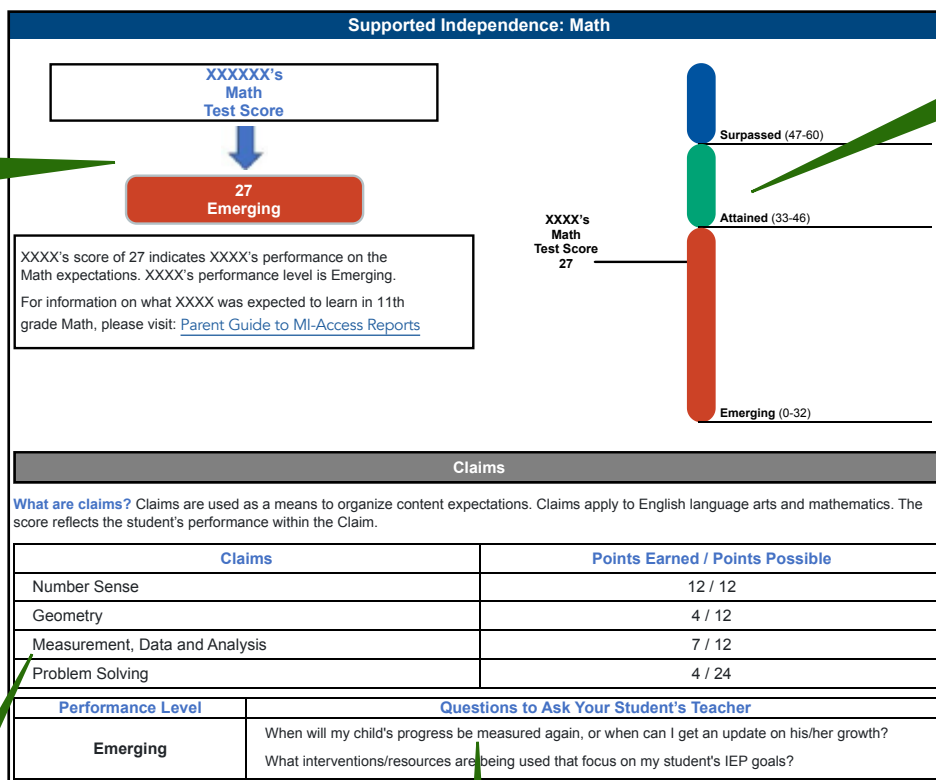 Supported Independence: Math
XXXXXX's
Math
Test Score
27
Emerging
XXXX's score of 27 indicates XXXX's performance on the
Math expectations. XXXX's performance level is Emerging.
For information on what XXXX was expected to learn in 11th
grade Math, please visit: Parent Guide to MI-Access Reports
Surpassed (47-60)
Attained (33-46)
XXXX's
Math
Test Score
27
Emerging (0-32)
Claims
What are claims? Claims are used as a means to organize content expectations. Claims apply to English language arts and mathematics. The
score reflects the student's performance within the Claim.
Claims Points Earned / Points Possible
Number Sense 12 / 12
Geometry 4 / 12
Measurement, Data and Analysis 7 / 12
Problem Solving 4 / 24
Performance Level Questions to Ask Your Student's Teacher
Emerging
When will my child's progress be measured again, or when can I get an update on his/her growth?
What interventions/resources are being used that focus on my student's IEP goals?